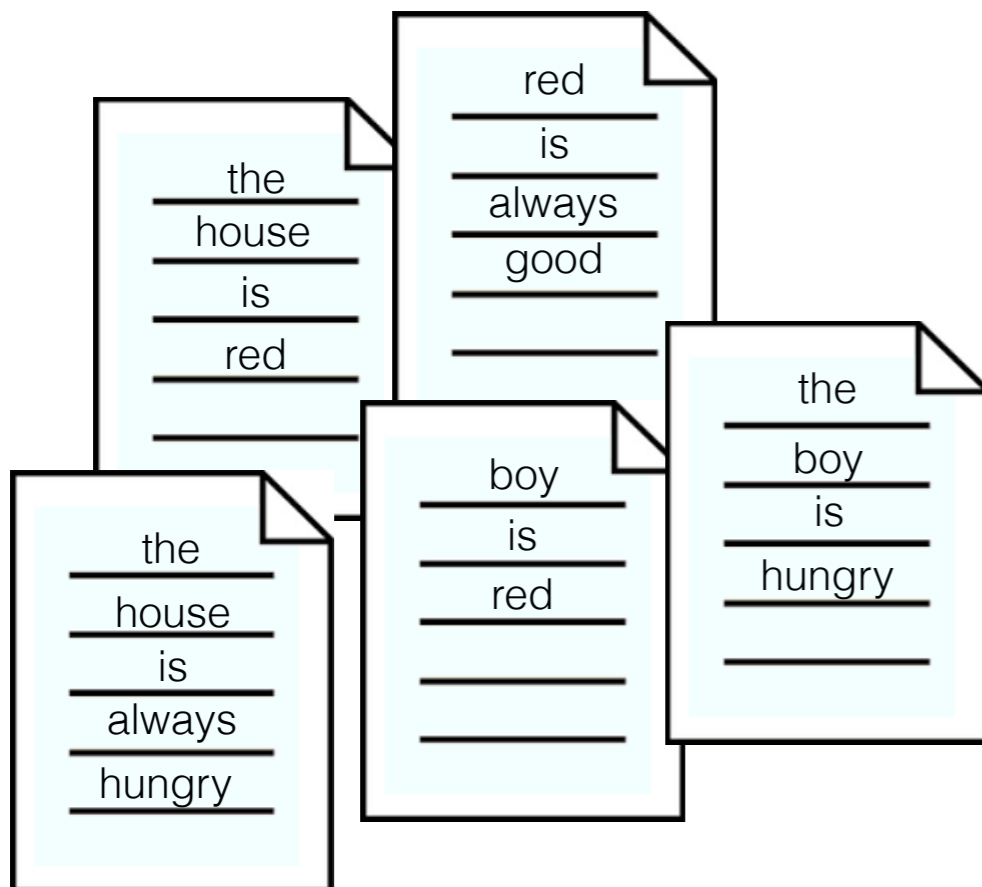 the
house
is
red
red
is
always
good
the
house
is
always
hungry
boy
is
red
the
boy
is
hungry